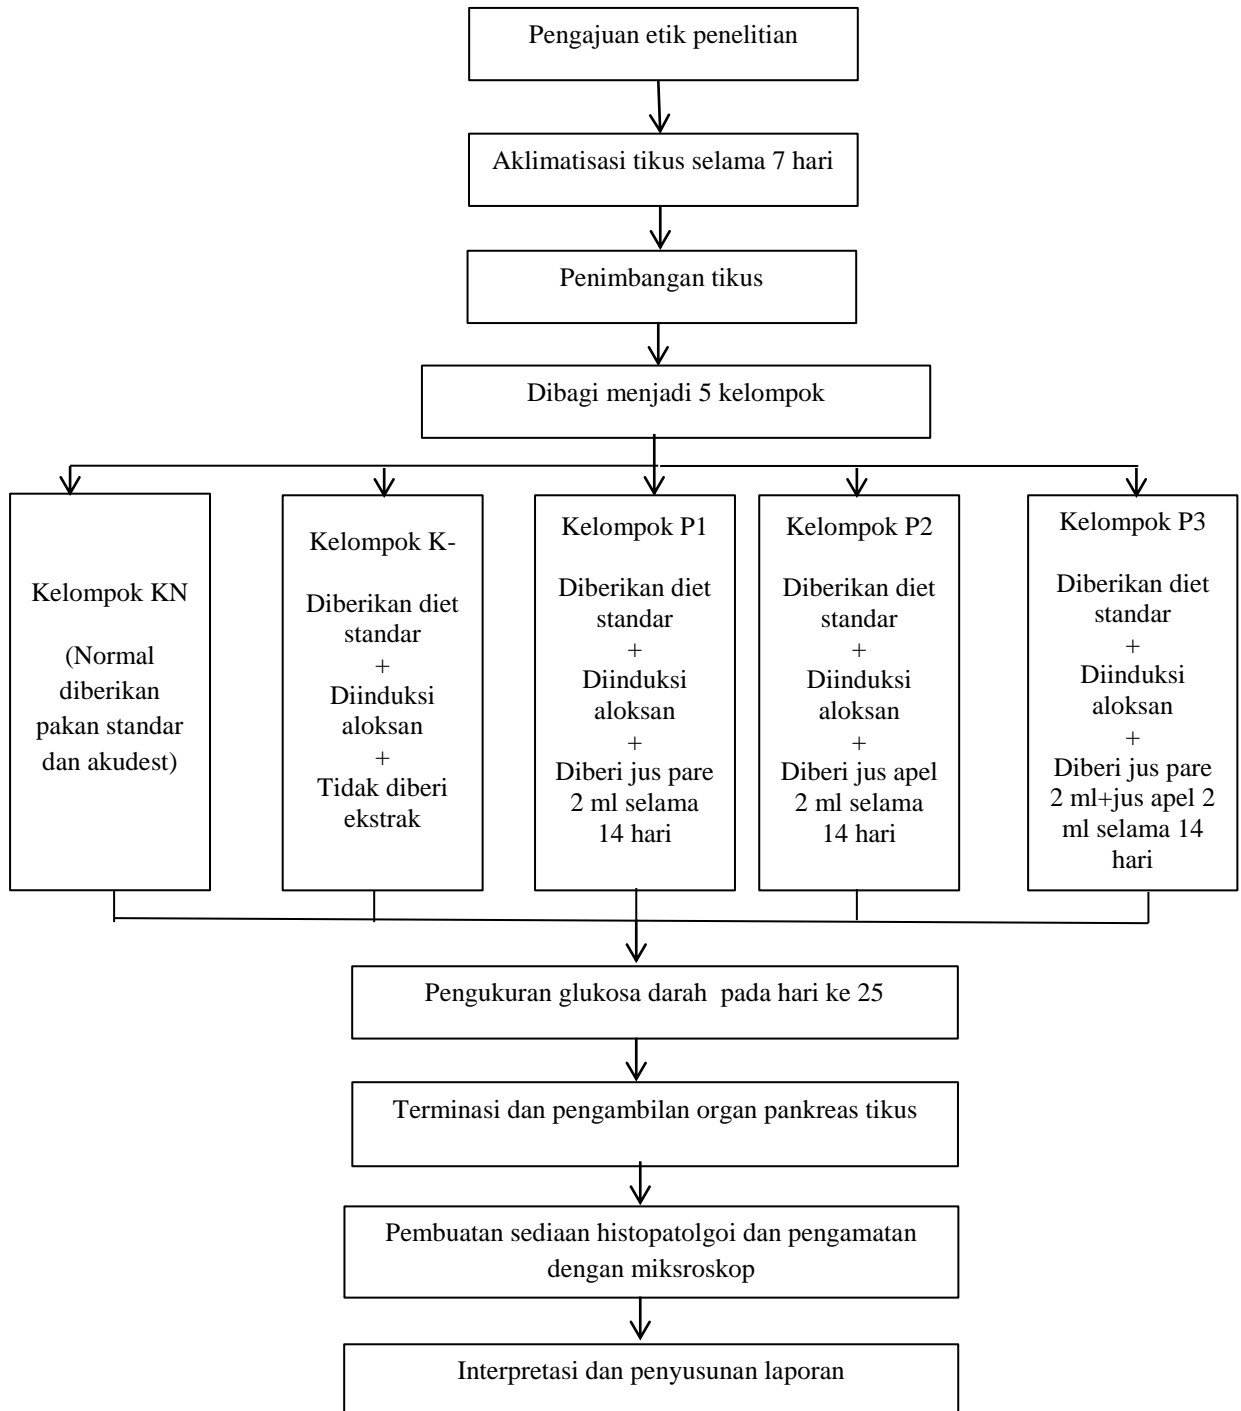 Pengajuan etik penelitian
Aklimatisasi tikus selama 7 hari
Penimbangan tikus
Dibagi menjadi 5 kelompok
Kelompok KN
(Normal
diberikan
pakan standar
dan akudest)
Kelompok K-
Diberikan diet
standar
+
Diinduksi
aloksan
+
Tidak diberi
ekstrak
Kelompok P1
Diberikan diet
standar
+
Diinduksi
aloksan
+
Diberi jus pare
2 ml selama
14 hari
Kelompok P2
Diberikan diet
standar
+
Diinduksi
aloksan
+
Diberi jus apel
2 ml selama
14 hari
Kelompok P3
Diberikan diet
standar
+
Diinduksi
aloksan
+
Diberi jus pare
2 ml+jus apel 2
ml selama 14
hari
Pengukuran glukosa darah  pada hari ke 25
Terminasi dan pengambilan organ pankreas tikus
Pembuatan sediaan histopatolgoi dan pengamatan
dengan miksroskop
Interpretasi dan penyusunan laporan